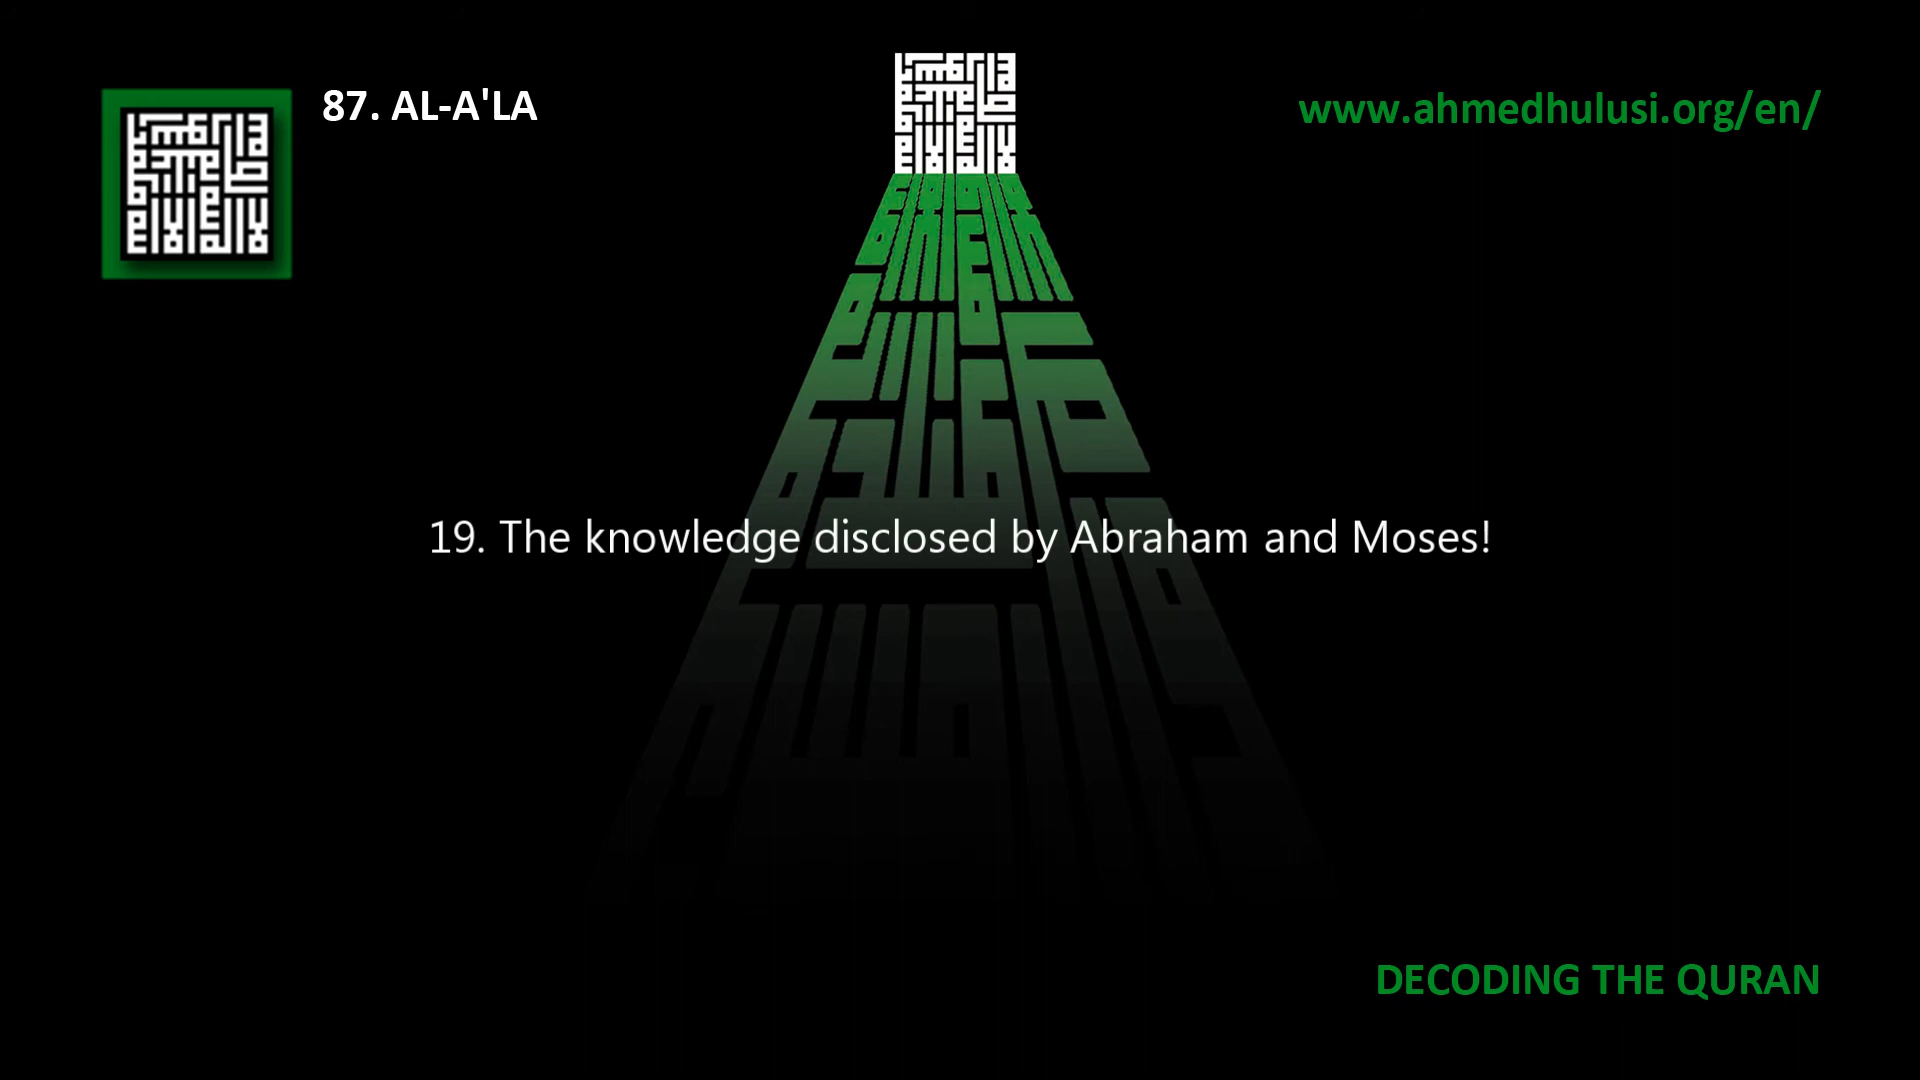 87. AL-A'LA
www.ahmedhulusi.org/en/
19. The knowledge disclosed by Abraham and Moses!
DECODING THE QURAN